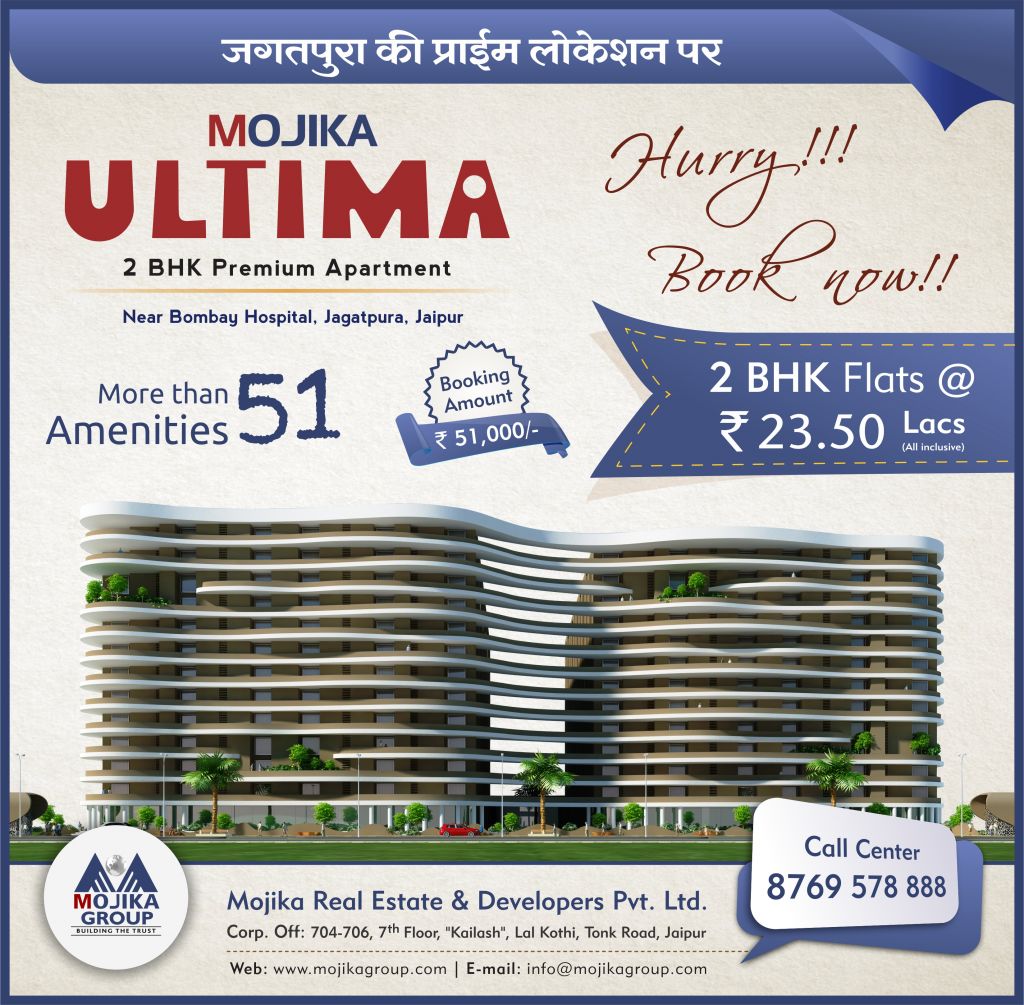 जगतपुरा की प्राईम लोकेशन पर
MOJIKA
ULTIMA
2 BHK Premium Apartment
Near Bombay Hospital, Jagatpura, Jaipur
Hurry!!!
Book now!!
More than 51
Amenities
Booking
Amount
₹ 51,000/-
2 BHK Flats @
₹ 23.50 Lacs
(All inclusive)
MOJIKA
GROUP
BUILDING THE TRUST
Mojika Real Estate & Developers Pvt. Ltd.
Corp. Off: 704-706, 7th Floor, "Kailash", Lal Kothi, Tonk Road, Jaipur
Web: www.mojikagroup.com | E-mail: info@mojikagroup.com
Call Center
8769 578 888